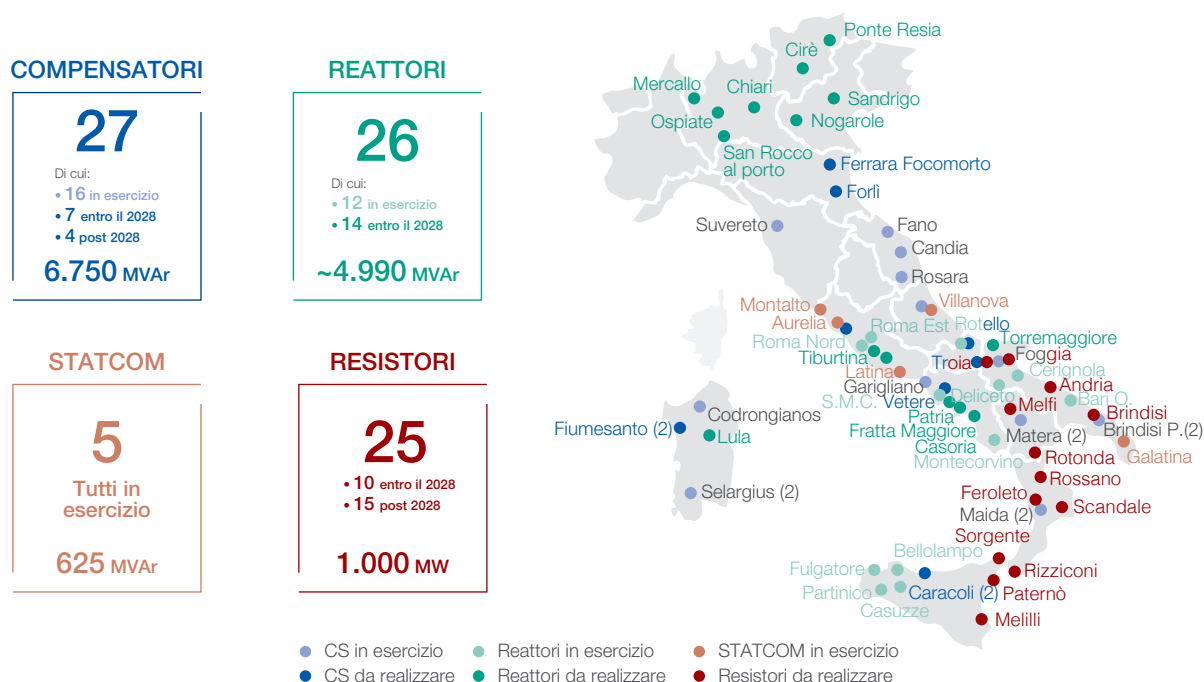 COMPENSATORI
27
Di cui:
• 16 in esercizio
• 7 entro il 2028
• 4 post 2028
6.750 MVAr
REATTORI
26
Di cui:
• 12 in esercizio
• 14 entro il 2028
~4.990 MVAr
STATCOM
5
Tutti in
esercizio
625 MVAr
RESISTORI
25
• 10 entro il 2028
• 15 post 2028
1.000 MW
Ponte Resia
Cirè
Mercallo
Chiari
Sandrigo
Ospiate
Nogarole
San Rocco
al porto
Ferrara Focomorto
Forlì
Suvereto
Fano
Candia
Rosara
Montalto
Villanova
Aurelia
Roma Est
Rotello
Roma Nord
Torremaggiore
Tiburtina
Troia
Foggia
Latina
Cerignola
Garigliano
Andria
S.M.C.
Vetere
Deliceto
Bari O.
Melfi
Patria
Brindisi
Fratta Maggiore
Matera (2)
Brindisi P.(2)
Casoria
Montecorvino
Galatina
Codrongianos
Fiumesanto (2)
Lula
Selargius (2)
Rotonda
Rossano
Feroleto
Scandale
Maida (2)
Sorgente
Bellolampo
Fulgatore
Rizziconi
Partinico
Caracoli (2)
Paternò
Casuzze
Melilli
CS in esercizio
Reattori in esercizio
STATCOM in esercizio
CS da realizzare
Reattori da realizzare
Resistori da realizzare